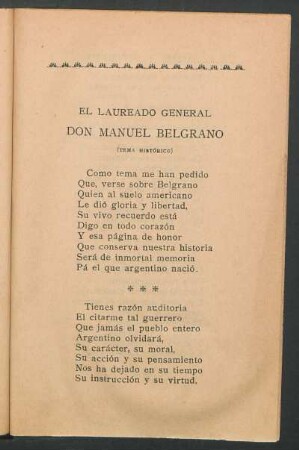 EL LAUREADO GENERAL
DON MANUEL BELGRANO
(TEMA HISTÓRICO)
Como tema me han pedido
Que, verse sobre Belgrano
Quien al suelo americano
Le dió gloria y libertad,
Su vivo recuerdo está
Digo en todo corazón
Y esa página de honor
Que conserva nuestra historia
Será de inmortal memoria
Pá el que argentino nació.
Tienes razón auditoria
El citarme tal guerrero
Que jamás el pueblo entero
Argentino olvidará,
Su carácter, su moral,
Su acción y su pensamiento
Nos ha dejado en su tiempo
Su instrucción y su virtud.